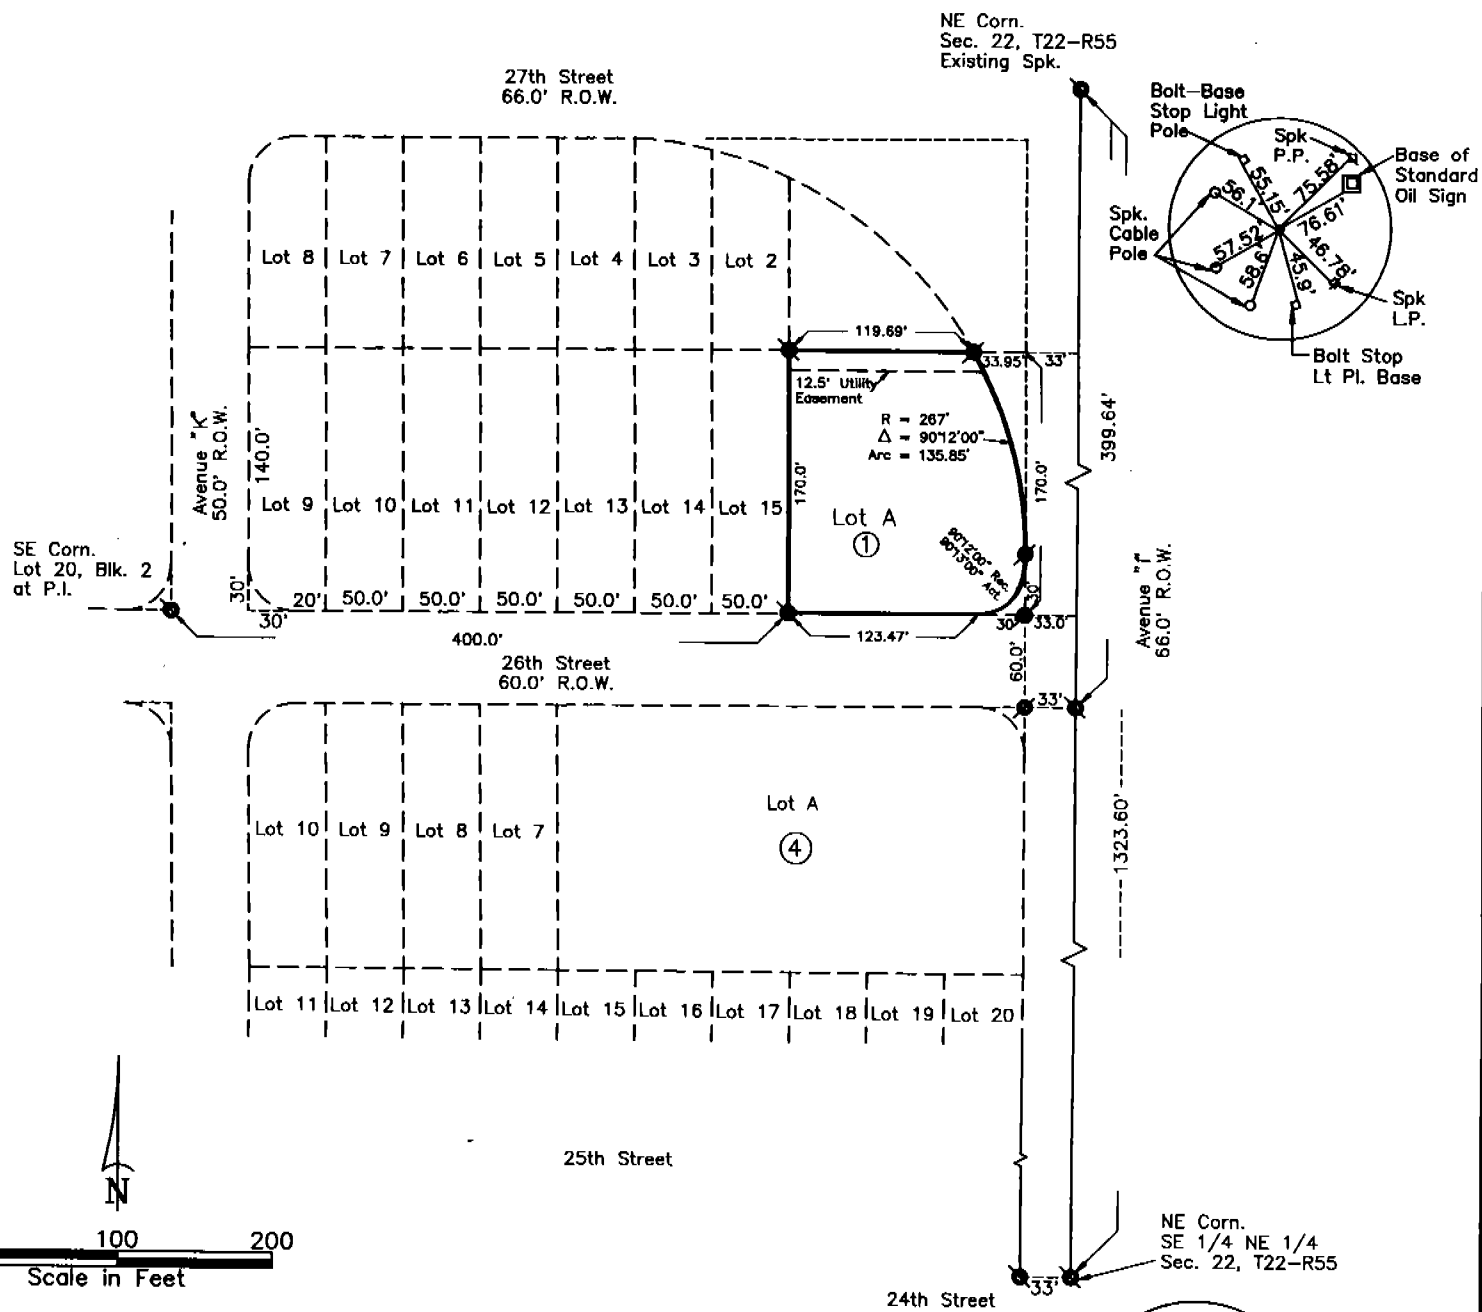 NE Corn.
Sec. 22, T22-R55
Existing Spk.
27th Street
66.0' R.O.W.
Bolt-Base
Stop Light
Pole
Spk
P.P.
Base of
Standard
Oil Sign
55.15'
75.58'
56.1'
76.61'
Spk.
Cable
Pole
57.52'
46.78'
58.6'
45.9'
Spk
L.P.
Bolt Stop
Lt Pl. Base
Lot 8
Lot 7
Lot 6
Lot 5
Lot 4
Lot 3
Lot 2
119.69'
33.95'
33'
12.5' Utility
Easement
R = 267'
Δ = 90°12'00"
Arc = 135.85'
399.64'
Avenue "K"
50.0' R.O.W.
140.0'
170.0'
170.0'
Lot 9
Lot 10
Lot 11
Lot 12
Lot 13
Lot 14
Lot 15
Lot A
1
90°12'00" Rec.
90°13'00" Act.
SE Corn.
Lot 20, Blk. 2
at P.I.
30'
20'
50.0'
50.0'
50.0'
50.0'
50.0'
50.0'
30'
30'
30'
33.0'
400.0'
123.47'
Avenue "I"
66.0' R.O.W.
26th Street
60.0' R.O.W.
60.0'
33'
Lot 10
Lot 9
Lot 8
Lot 7
Lot A
4
1323.60'
Lot 11
Lot 12
Lot 13
Lot 14
Lot 15
Lot 16
Lot 17
Lot 18
Lot 19
Lot 20
25th Street
N
100
200
Scale in Feet
NE Corn.
SE 1/4 NE 1/4
Sec. 22, T22-R55
33'
24th Street